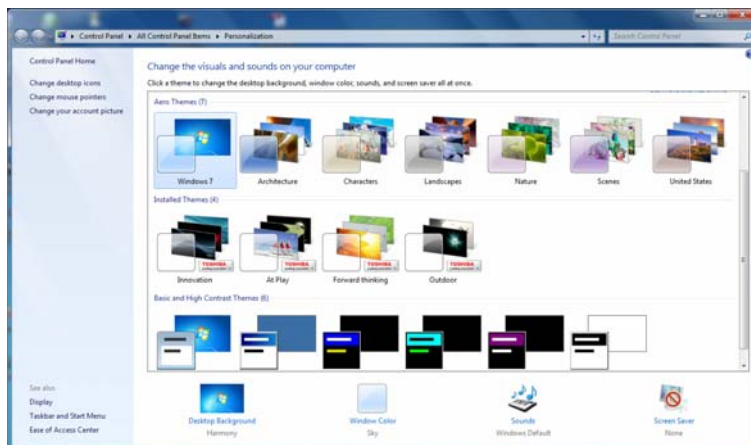 Control Panel ▸ All Control Panel Items ▸ Personalization
Search Control Panel
Control Panel Home
Change desktop icons
Change mouse pointers
Change your account picture
Change the visuals and sounds on your computer
Click a theme to change the desktop background, window color, sounds, and screen saver all at once.
Aero Themes (7)
Windows 7
Architecture
Characters
Landscapes
Nature
Scenes
United States
Installed Themes (4)
TOSHIBA
TOSHIBA
TOSHIBA
TOSHIBA
Innovation
At Play
Forward thinking
Outdoor
Basic and High Contrast Themes (6)
See also
Display
Taskbar and Start Menu
Ease of Access Center
Desktop Background
Harmony
Window Color
Sky
Sounds
Windows Default
Screen Saver
None